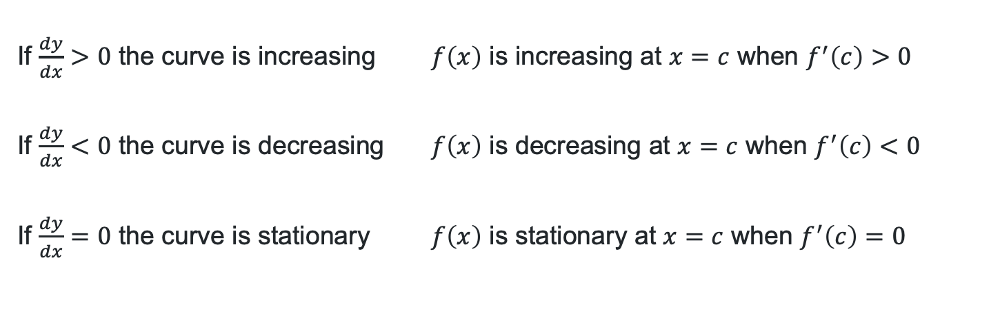 If dy/dx > 0 the curve is increasing f(x) is increasing at x = c when f′(c) > 0
If dy/dx < 0 the curve is decreasing f(x) is decreasing at x = c when f′(c) < 0
If dy/dx = 0 the curve is stationary f(x) is stationary at x = c when f′(c) = 0